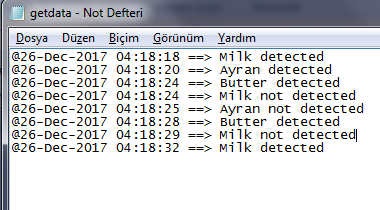 getdata - Not Defteri
Dosya Düzen Biçim Görünüm Yardım
@26-Dec-2017 04:18:18 ==> Milk detected
@26-Dec-2017 04:18:20 ==> Ayran detected
@26-Dec-2017 04:18:24 ==> Butter detected
@26-Dec-2017 04:18:24 ==> Milk not detected
@26-Dec-2017 04:18:25 ==> Ayran not detected
@26-Dec-2017 04:18:28 ==> Butter detected
@26-Dec-2017 04:18:29 ==> Milk not detected
@26-Dec-2017 04:18:32 ==> Milk detected